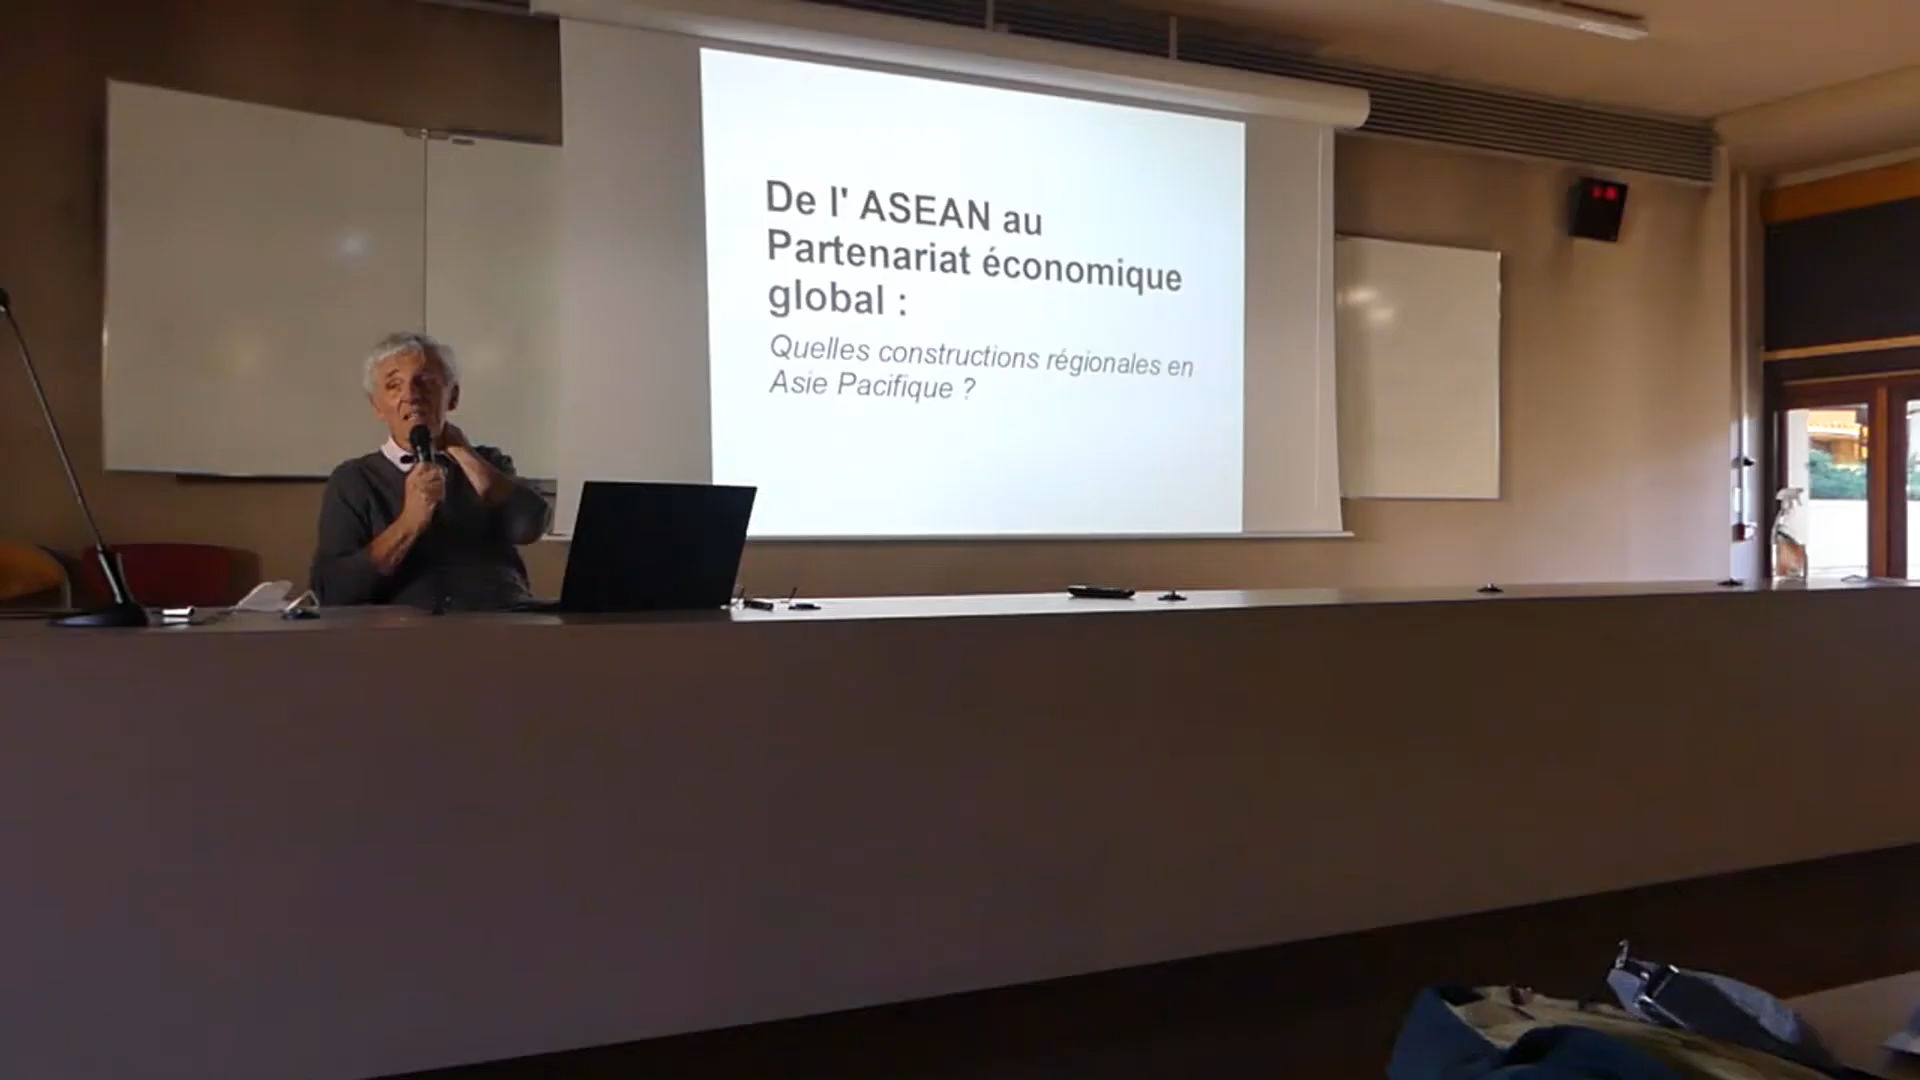 De l' ASEAN au
Partenariat économique
global :
Quelles constructions régionales en
Asie Pacifique ?